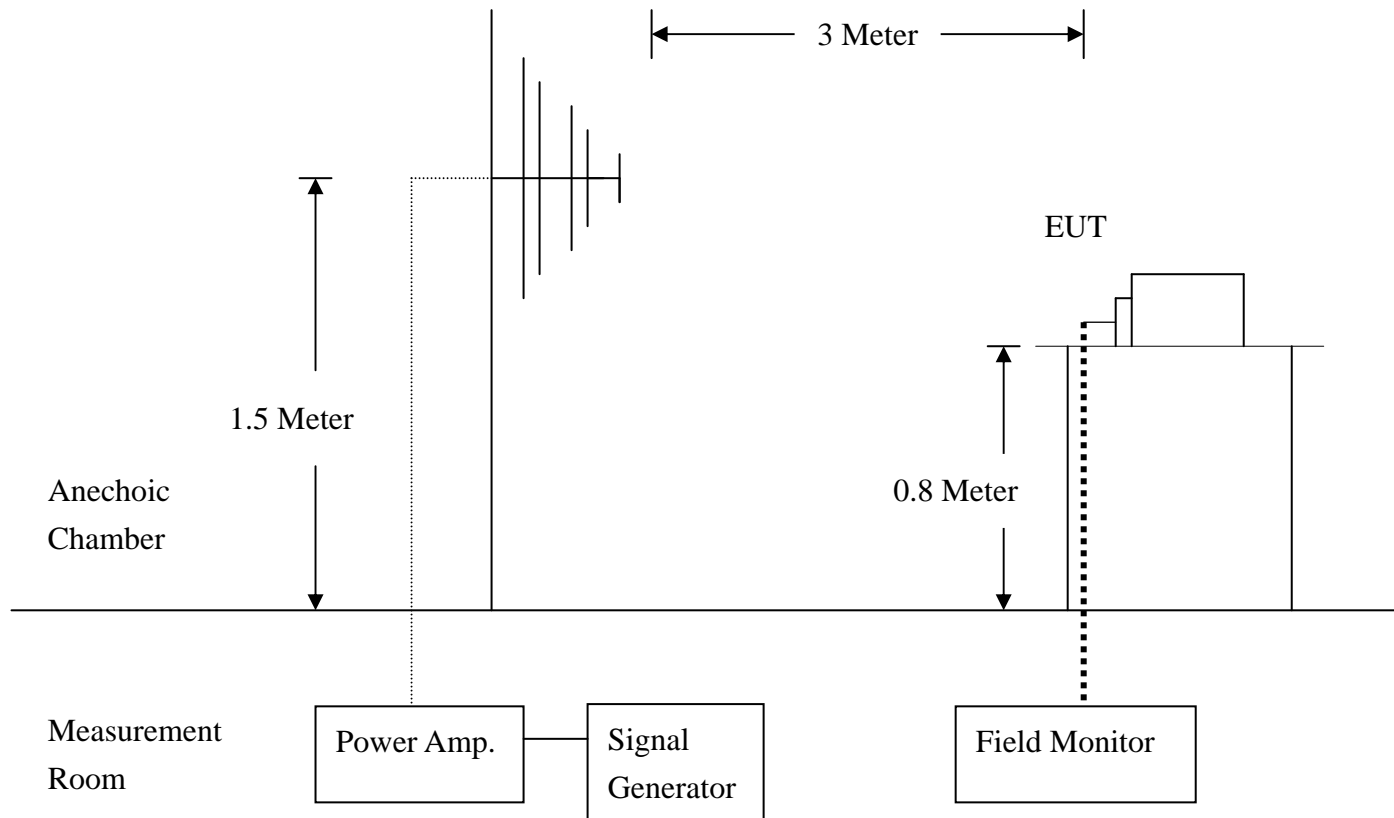 3 Meter
EUT
1.5 Meter
0.8 Meter
Anechoic
Chamber
Measurement
Room
Power Amp.
Signal
Generator
Field Monitor